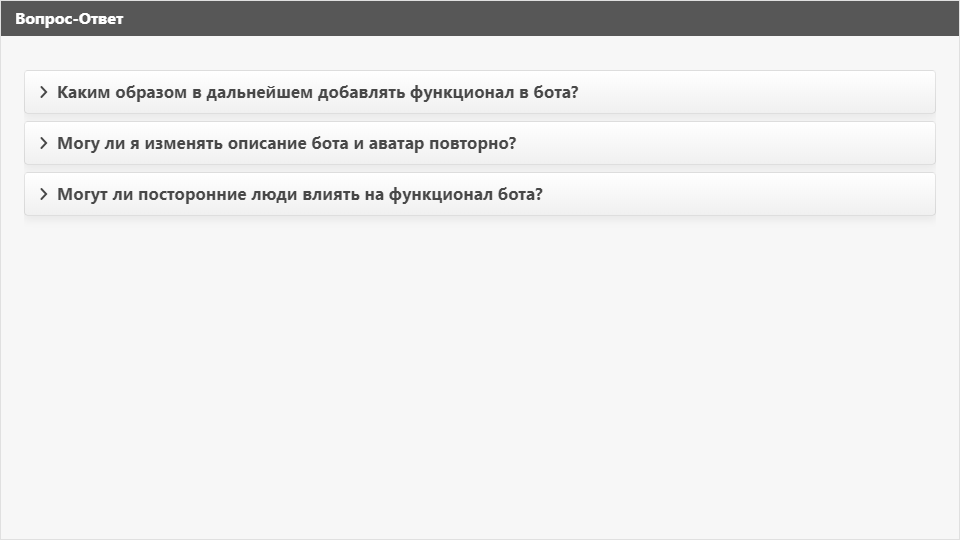 Вопрос-Ответ
Каким образом в дальнейшем добавлять функционал в бота?
Могу ли я изменять описание бота и аватар повторно?
Могут ли посторонние люди влиять на функционал бота?